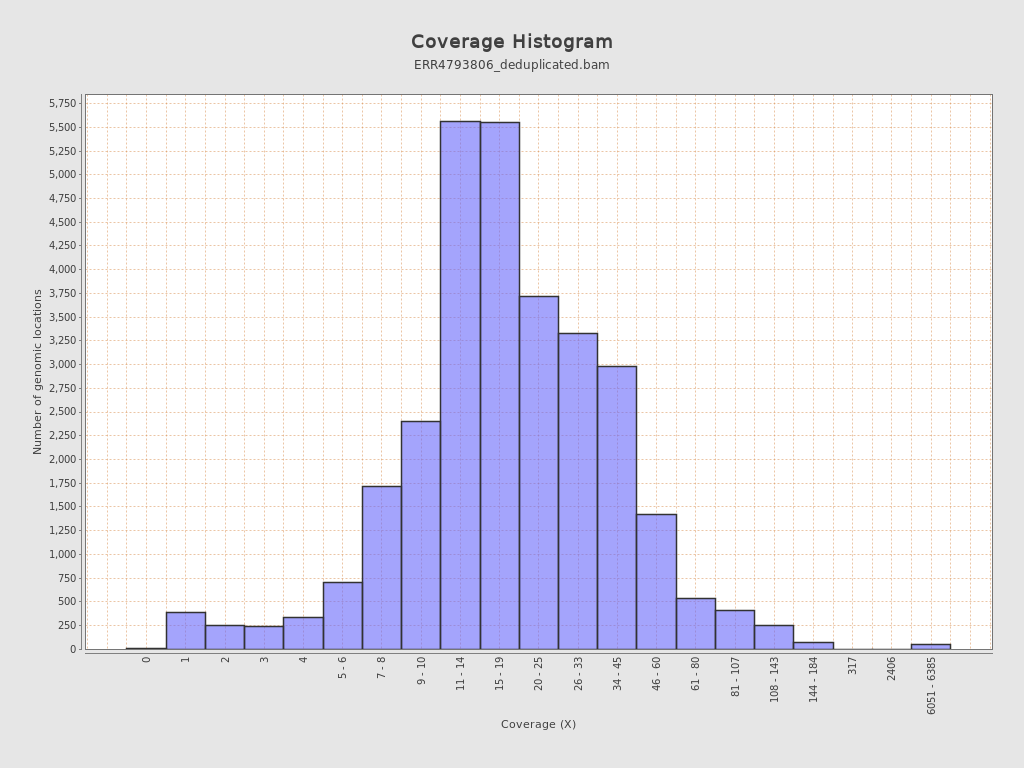 Coverage Histogram
ERR4793806_deduplicated.bam
5,750
5,500
5,250
5,000
4,750
4,500
4,250
4,000
3,750
3,500
3,250
3,000
2,750
2,500
2,250
2,000
1,750
1,500
1,250
1,000
750
500
250
0
Number of genomic locations
0
1
2
3
4
5 - 6
7 - 8
9 - 10
11 - 14
15 - 19
20 - 25
26 - 33
34 - 45
46 - 60
61 - 80
81 - 107
108 - 143
144 - 184
317
2406
6051 - 6385
Coverage (X)